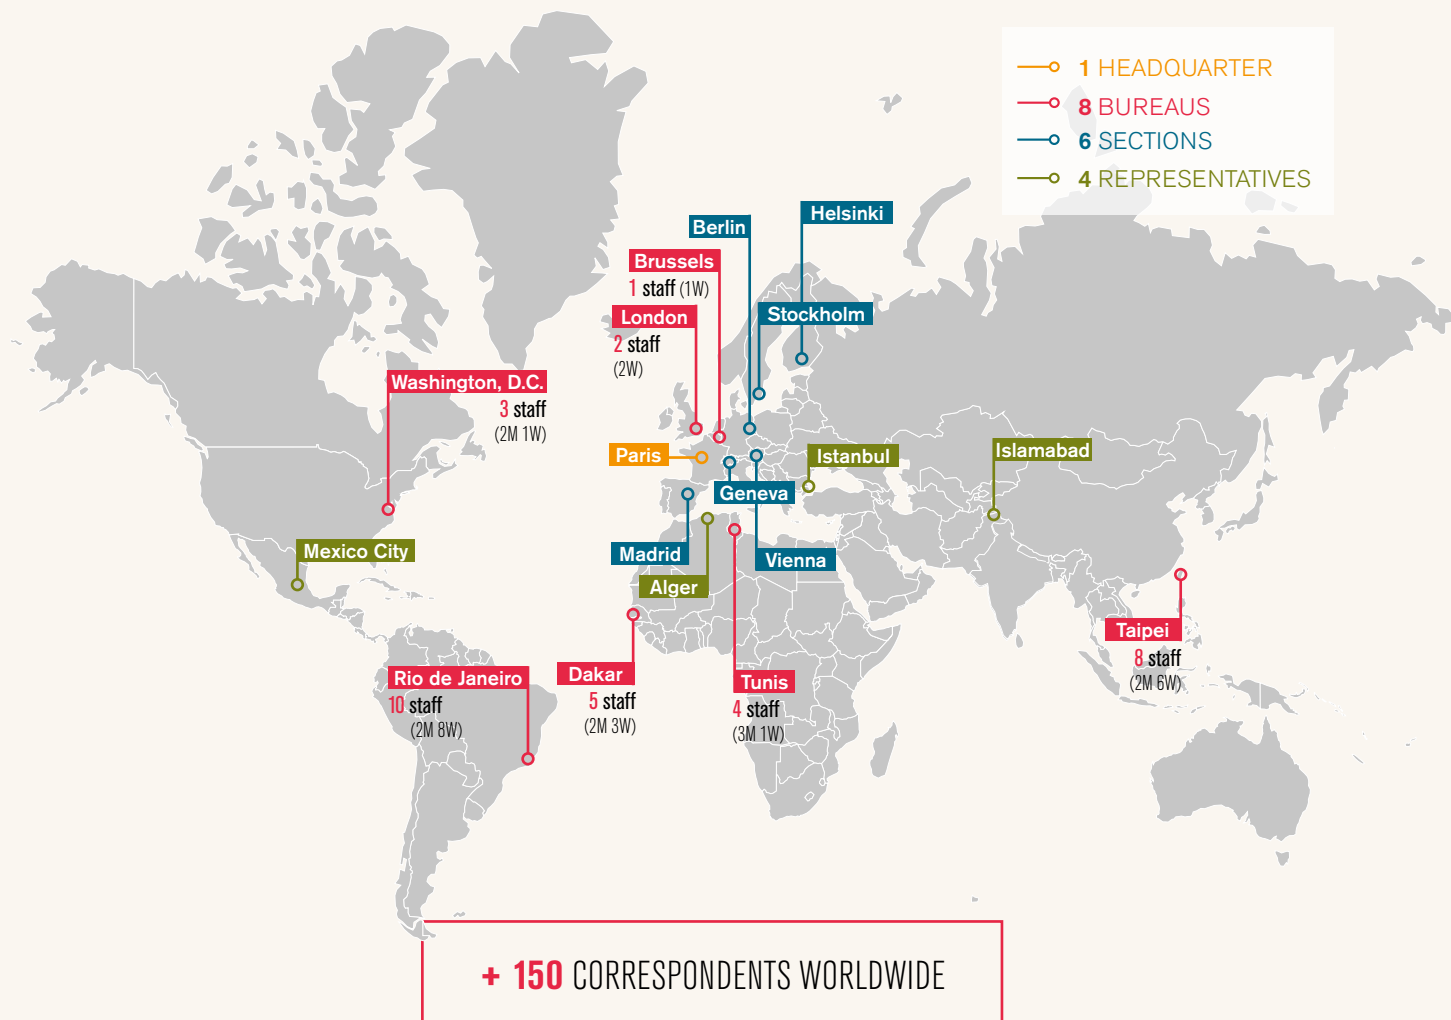 1 HEADQUARTER
8 BUREAUS
6 SECTIONS
4 REPRESENTATIVES
Helsinki
Berlin
Brussels
1 staff (1W)
London
2 staff
(2W)
Stockholm
Washington, D.C.
3 staff
(2M 1W)
Paris
Istanbul
Islamabad
Geneva
Mexico City
Madrid
Vienna
Alger
Taipei
8 staff
(2M 6W)
Rio de Janeiro
10 staff
(2M 8W)
Dakar
5 staff
(2M 3W)
Tunis
4 staff
(3M 1W)
+ 150 CORRESPONDENTS WORLDWIDE